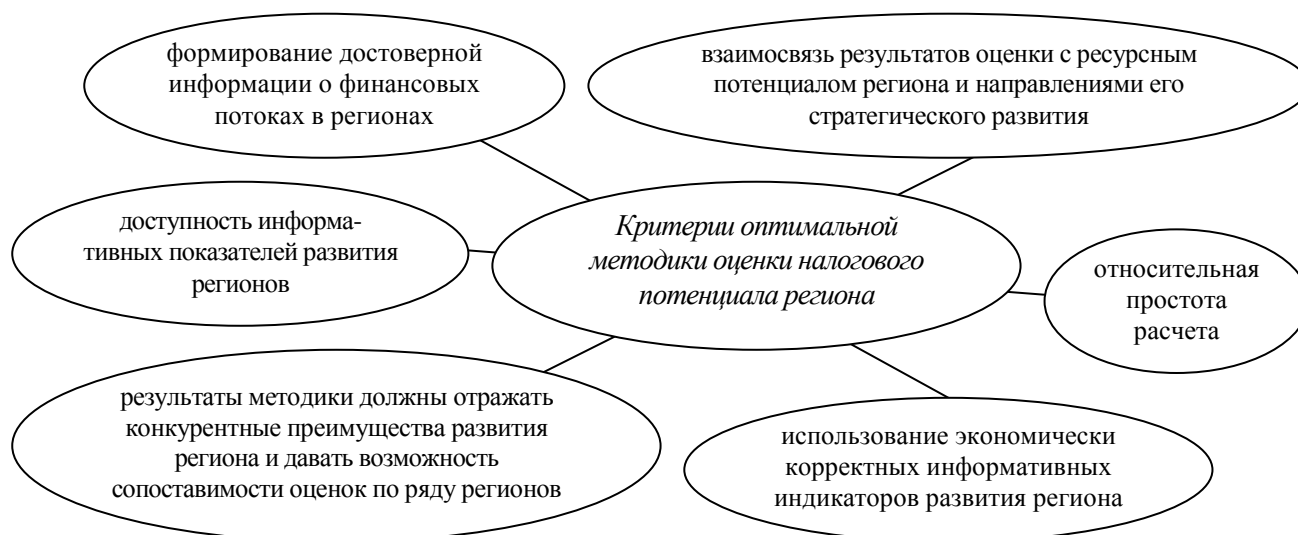 формирование достоверной
информации о финансовых
потоках в регионах
взаимосвязь результатов оценки с ресурсным
потенциалом региона и направлениями его
стратегического развития
доступность информа-
тивных показателей развития
регионов
Критерии оптимальной
методики оценки налогового
потенциала региона
относительная
простота
расчета
результаты методики должны отражать
конкурентные преимущества развития
региона и давать возможность
сопоставимости оценок по ряду регионов
использование экономически
корректных информативных
индикаторов развития региона